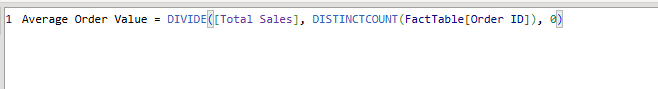 1 Average Order Value = DIVIDE([Total Sales], DISTINCTCOUNT(FactTable[Order ID]), 0)